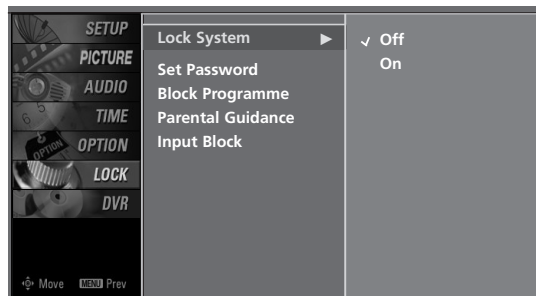 SETUP
PICTURE
AUDIO
TIME
OPTION
LOCK
DVR
Move MENU Prev
Lock System
Set Password
Block Programme
Parental Guidance
Input Block
Off
On